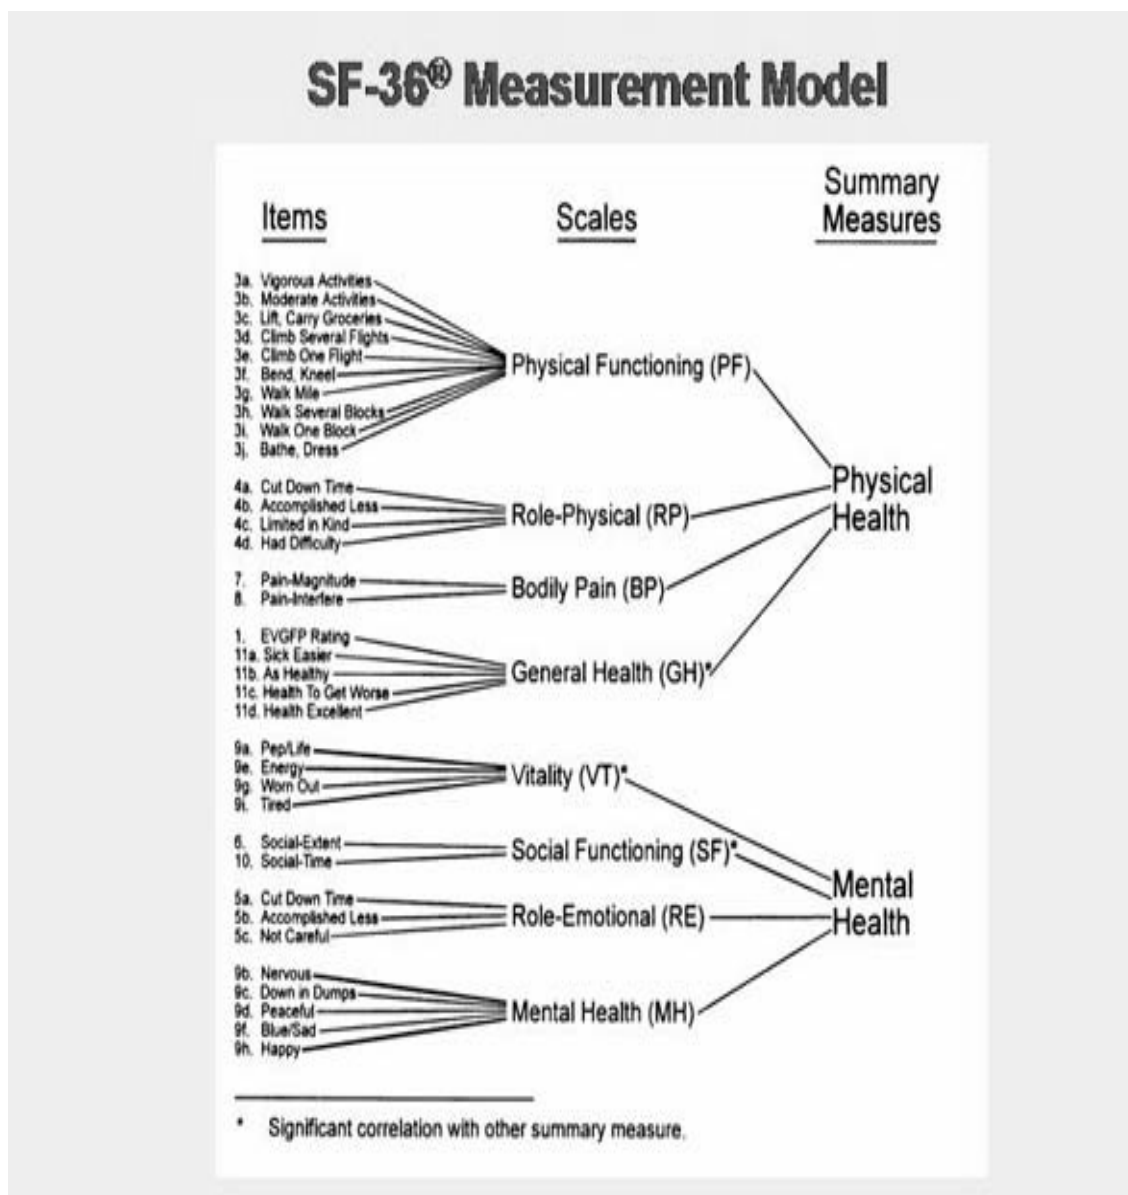 SF-36® Measurement Model
Items
Scales
Summary
Measures
3a. Vigorous Activities
3b. Moderate Activities
3c. Lift, Carry Groceries
3d. Climb Several Flights
3e. Climb One Flight
3f. Bend, Kneel
3g. Walk Mile
3h. Walk Several Blocks
3i. Walk One Block
3j. Bathe, Dress
Physical Functioning (PF)
4a. Cut Down Time
4b. Accomplished Less
4c. Limited in Kind
4d. Had Difficulty
Role-Physical (RP)
7. Pain-Magnitude
8. Pain-Interfere
Bodily Pain (BP)
1. EVGFP Rating
11a. Sick Easier
11b. As Healthy
11c. Health To Get Worse
11d. Health Excellent
General Health (GH)*
Physical
Health
9a. Pep/Life
9e. Energy
9g. Worn Out
9i. Tired
Vitality (VT)*
6. Social-Extent
10. Social-Time
Social Functioning (SF)*
5a. Cut Down Time
5b. Accomplished Less
5c. Not Careful
Role-Emotional (RE)
9b. Nervous
9c. Down in Dumps
9d. Peaceful
9f. Blue/Sad
9h. Happy
Mental Health (MH)
Mental
Health
* Significant correlation with other summary measure.